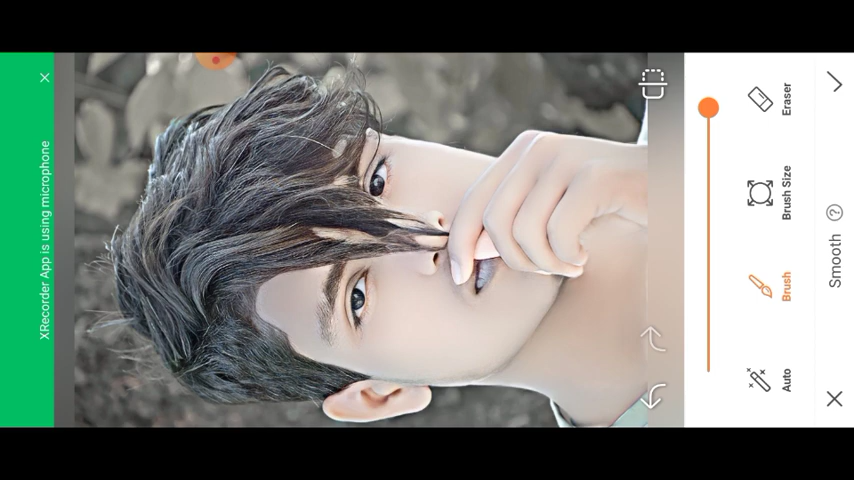 XRecorder App is using microphone
Auto
Brush
Brush Size
Eraser
Smooth